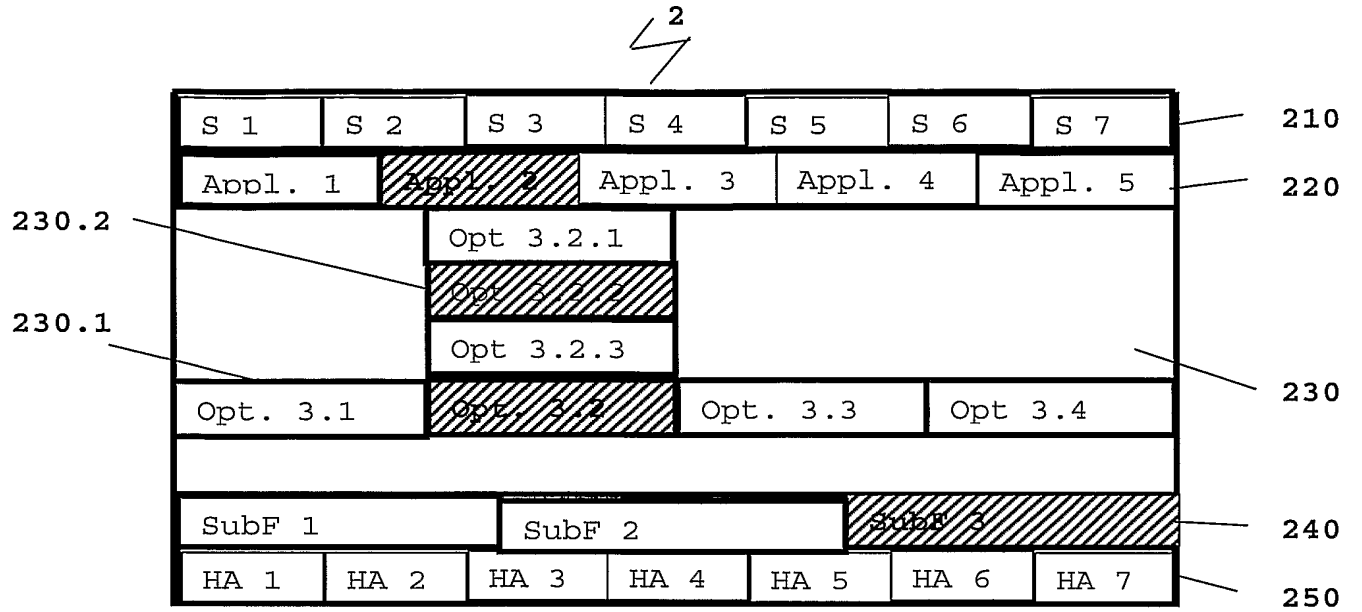 2
S 1 S 2 S 3 S 4 S 5 S 6 S 7 210
Appl. 1 Appl. 2 Appl. 3 Appl. 4 Appl. 5 220
230.2
Opt 3.2.1
Opt 3.2.2
230.1
Opt 3.2.3
230
Opt. 3.1 Opt. 3.2 Opt. 3.3 Opt 3.4
SubF 1 SubF 2 SubF 3 240
HA 1 HA 2 HA 3 HA 4 HA 5 HA 6 HA 7 250